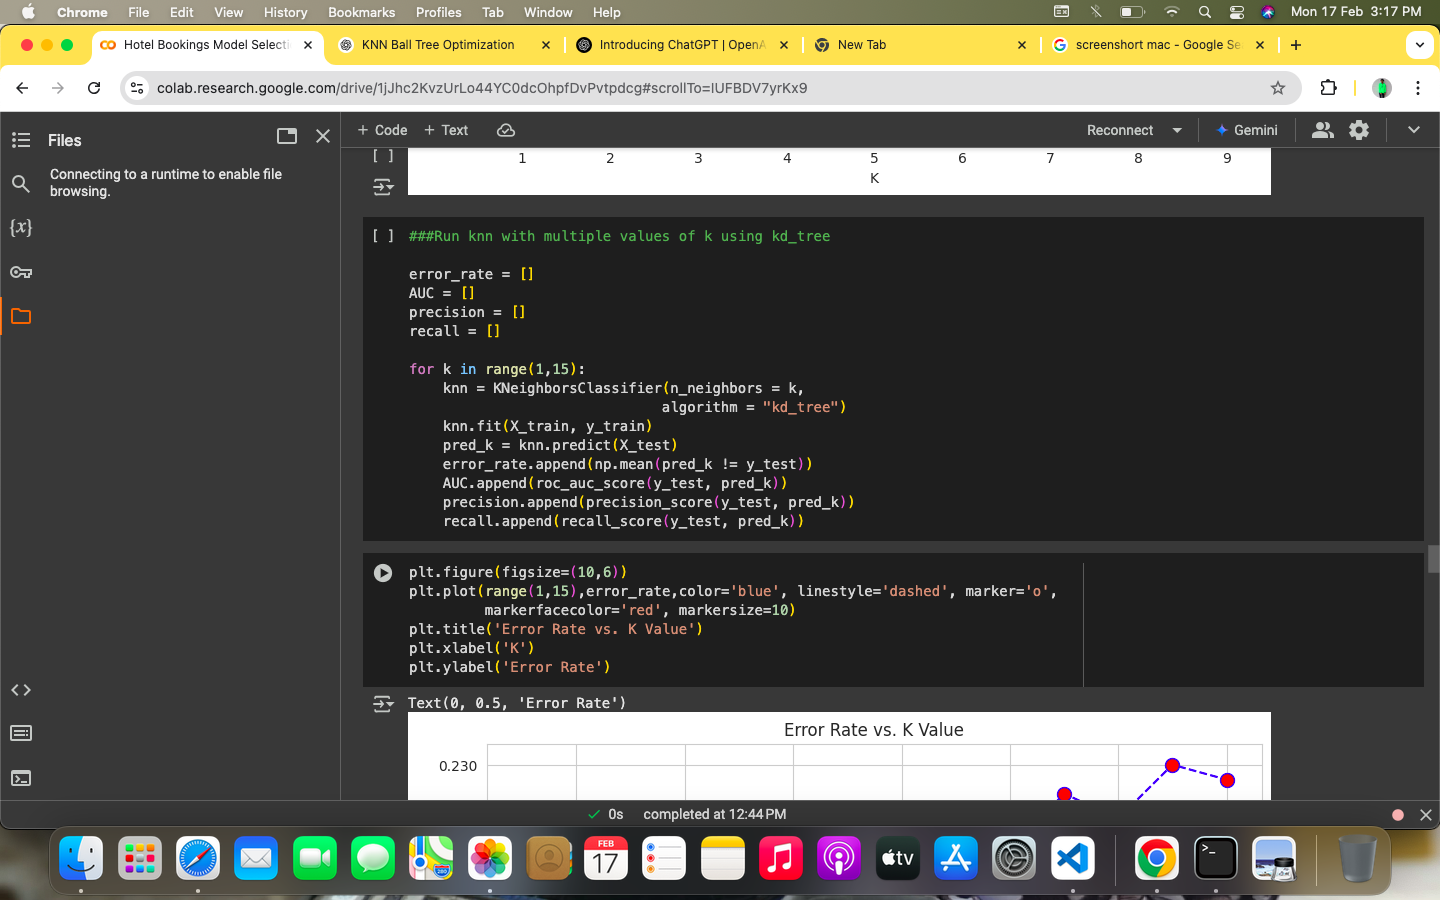 Chrome File Edit View History Bookmarks Profiles Tab Window Help Mon 17 Feb 3:17 PM
Hotel Bookings Model Selecti KNN Ball Tree Optimization Introducing ChatGPT | OpenA New Tab screenshort mac - Google Se
colab.research.google.com/drive/1jJhc2KvzUrLo44YC0dcOhpfDvPvtpdcg#scrollTo=IUFBDV7yrKx9
Files
+ Code + Text Reconnect Gemini
Connecting to a runtime to enable file
browsing.
{x}
[ ] 1 2 3 4 5 6 7 8 9
K
[ ] ###Run knn with multiple values of k using kd_tree
error_rate = []
AUC = []
precision = []
recall = []
for k in range(1,15):
    knn = KNeighborsClassifier(n_neighbors = k,
                              algorithm = "kd_tree")
    knn.fit(X_train, y_train)
    pred_k = knn.predict(X_test)
    error_rate.append(np.mean(pred_k != y_test))
    AUC.append(roc_auc_score(y_test, pred_k))
    precision.append(precision_score(y_test, pred_k))
    recall.append(recall_score(y_test, pred_k))
plt.figure(figsize=(10,6))
plt.plot(range(1,15),error_rate,color='blue', linestyle='dashed', marker='o',
         markerfacecolor='red', markersize=10)
plt.title('Error Rate vs. K Value')
plt.xlabel('K')
plt.ylabel('Error Rate')
Text(0, 0.5, 'Error Rate')
Error Rate vs. K Value
0.230
0s completed at 12:44 PM
FEB
17
tv
280
>_